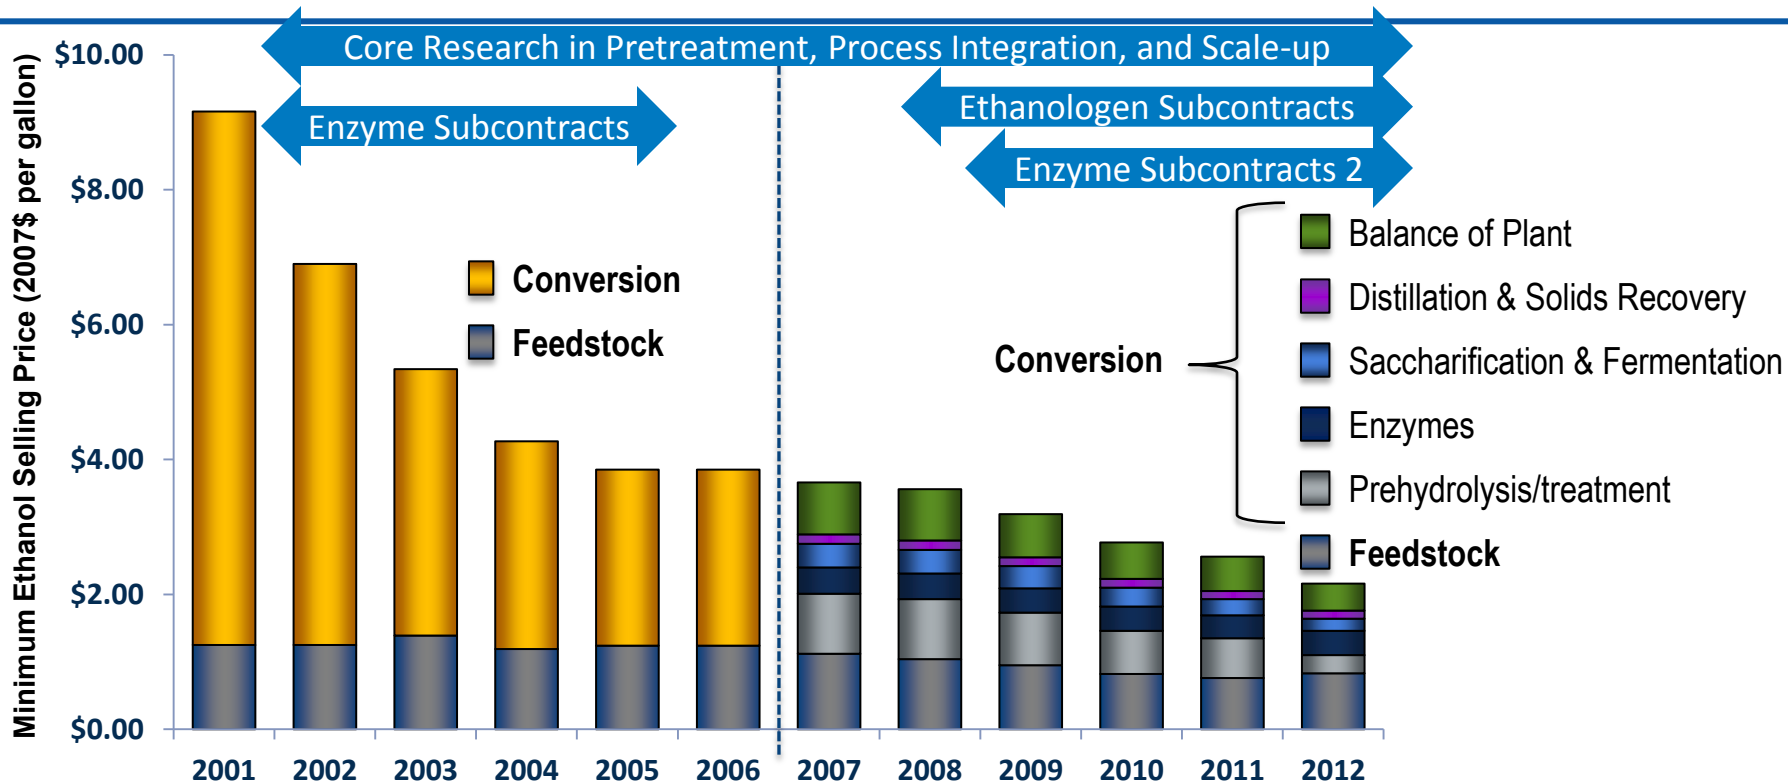 Core Research in Pretreatment, Process Integration, and Scale-up
Enzyme Subcontracts
Ethanologen Subcontracts
Enzyme Subcontracts 2
Minimum Ethanol Selling Price (2007$ per gallon)
$10.00
$8.00
$6.00
$4.00
$2.00
$0.00
Conversion
Feedstock
Conversion
Balance of Plant
Distillation & Solids Recovery
Saccharification & Fermentation
Enzymes
Prehydrolysis/treatment
Feedstock
2001 2002 2003 2004 2005 2006 2007 2008 2009 2010 2011 2012